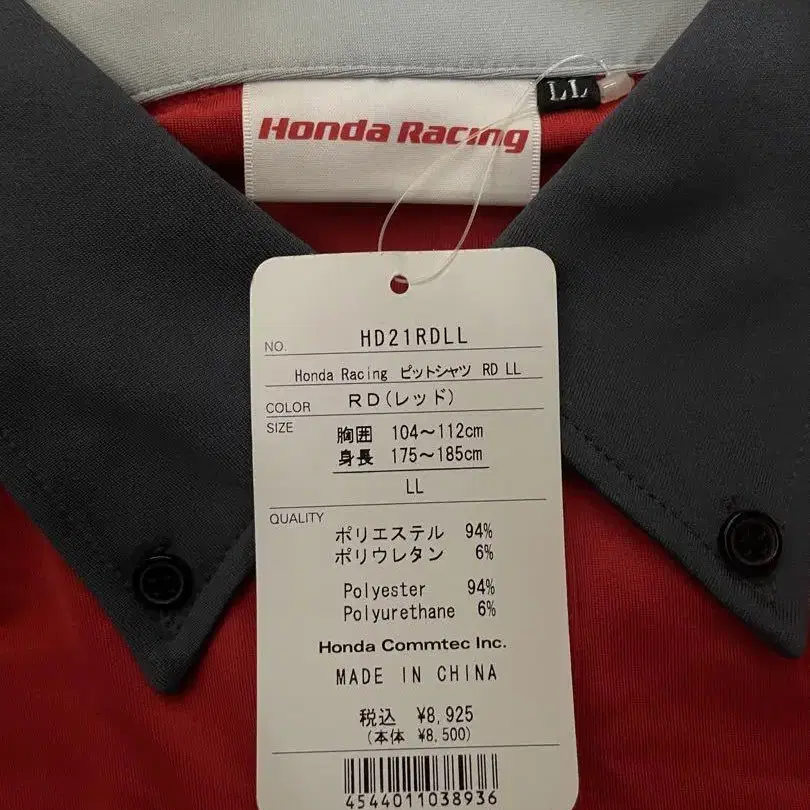 Honda Racing
LL
NO. HD21RDLL
Honda Racing ピットシャツ RD LL
COLOR RD(レッド)
SIZE
胸囲 104〜112cm
身長 175〜185cm
LL
QUALITY
ポリエステル 94%
ポリウレタン 6%
Polyester 94%
Polyurethane 6%
Honda Commtec Inc.
MADE IN CHINA
税込 ¥8,925
(本体 ¥8,500)
4544011038936